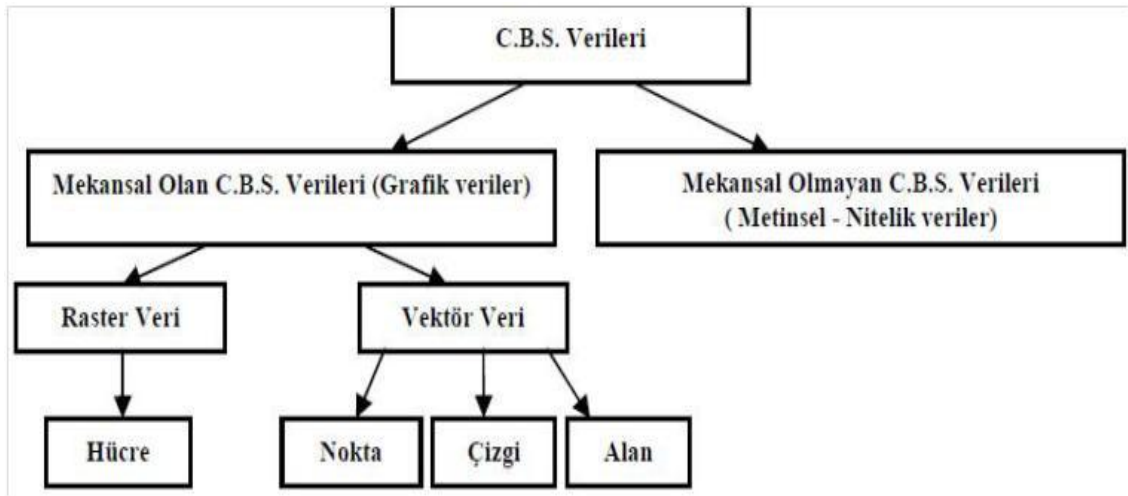 C.B.S. Verileri
Mekansal Olan C.B.S. Verileri (Grafik veriler)
Mekansal Olmayan C.B.S. Verileri
( Metinsel - Nitelik veriler)
Raster Veri
Vektör Veri
Hücre
Nokta
Çizgi
Alan